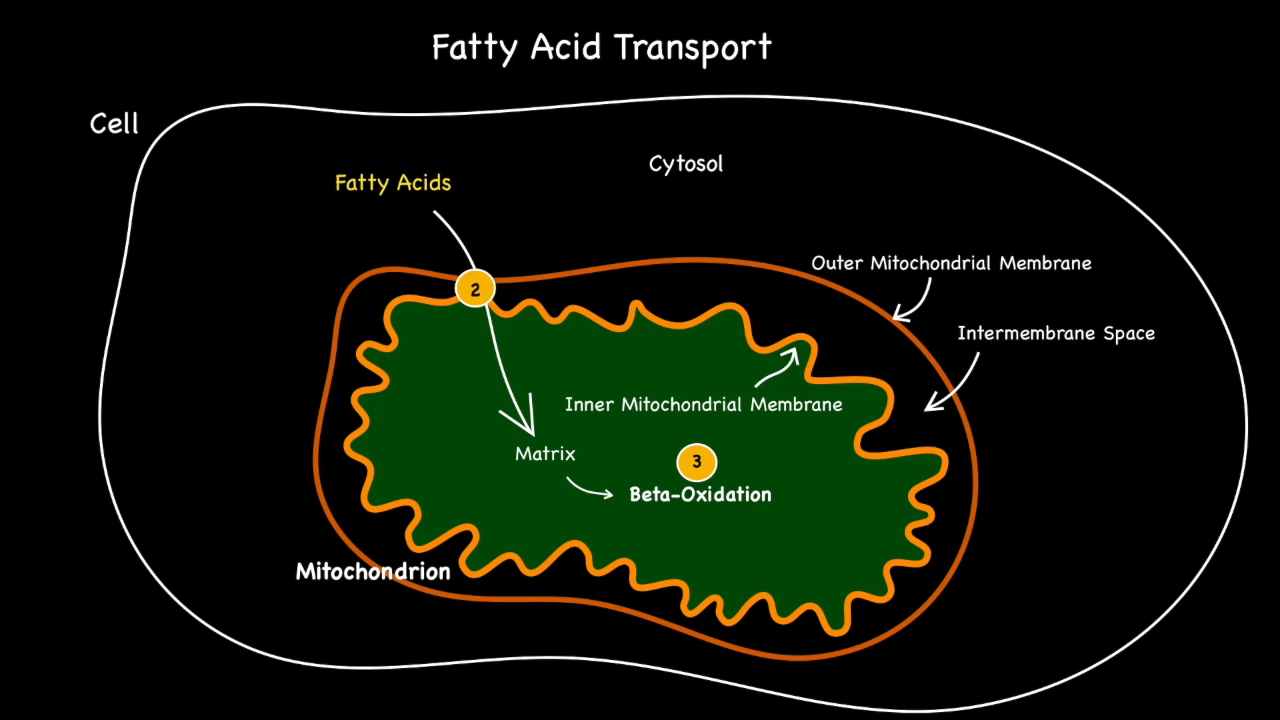 Fatty Acid Transport
Cell
Cytosol
Fatty Acids
Outer Mitochondrial Membrane
2
Intermembrane Space
Inner Mitochondrial Membrane
Matrix
3
Beta-Oxidation
Mitochondrion